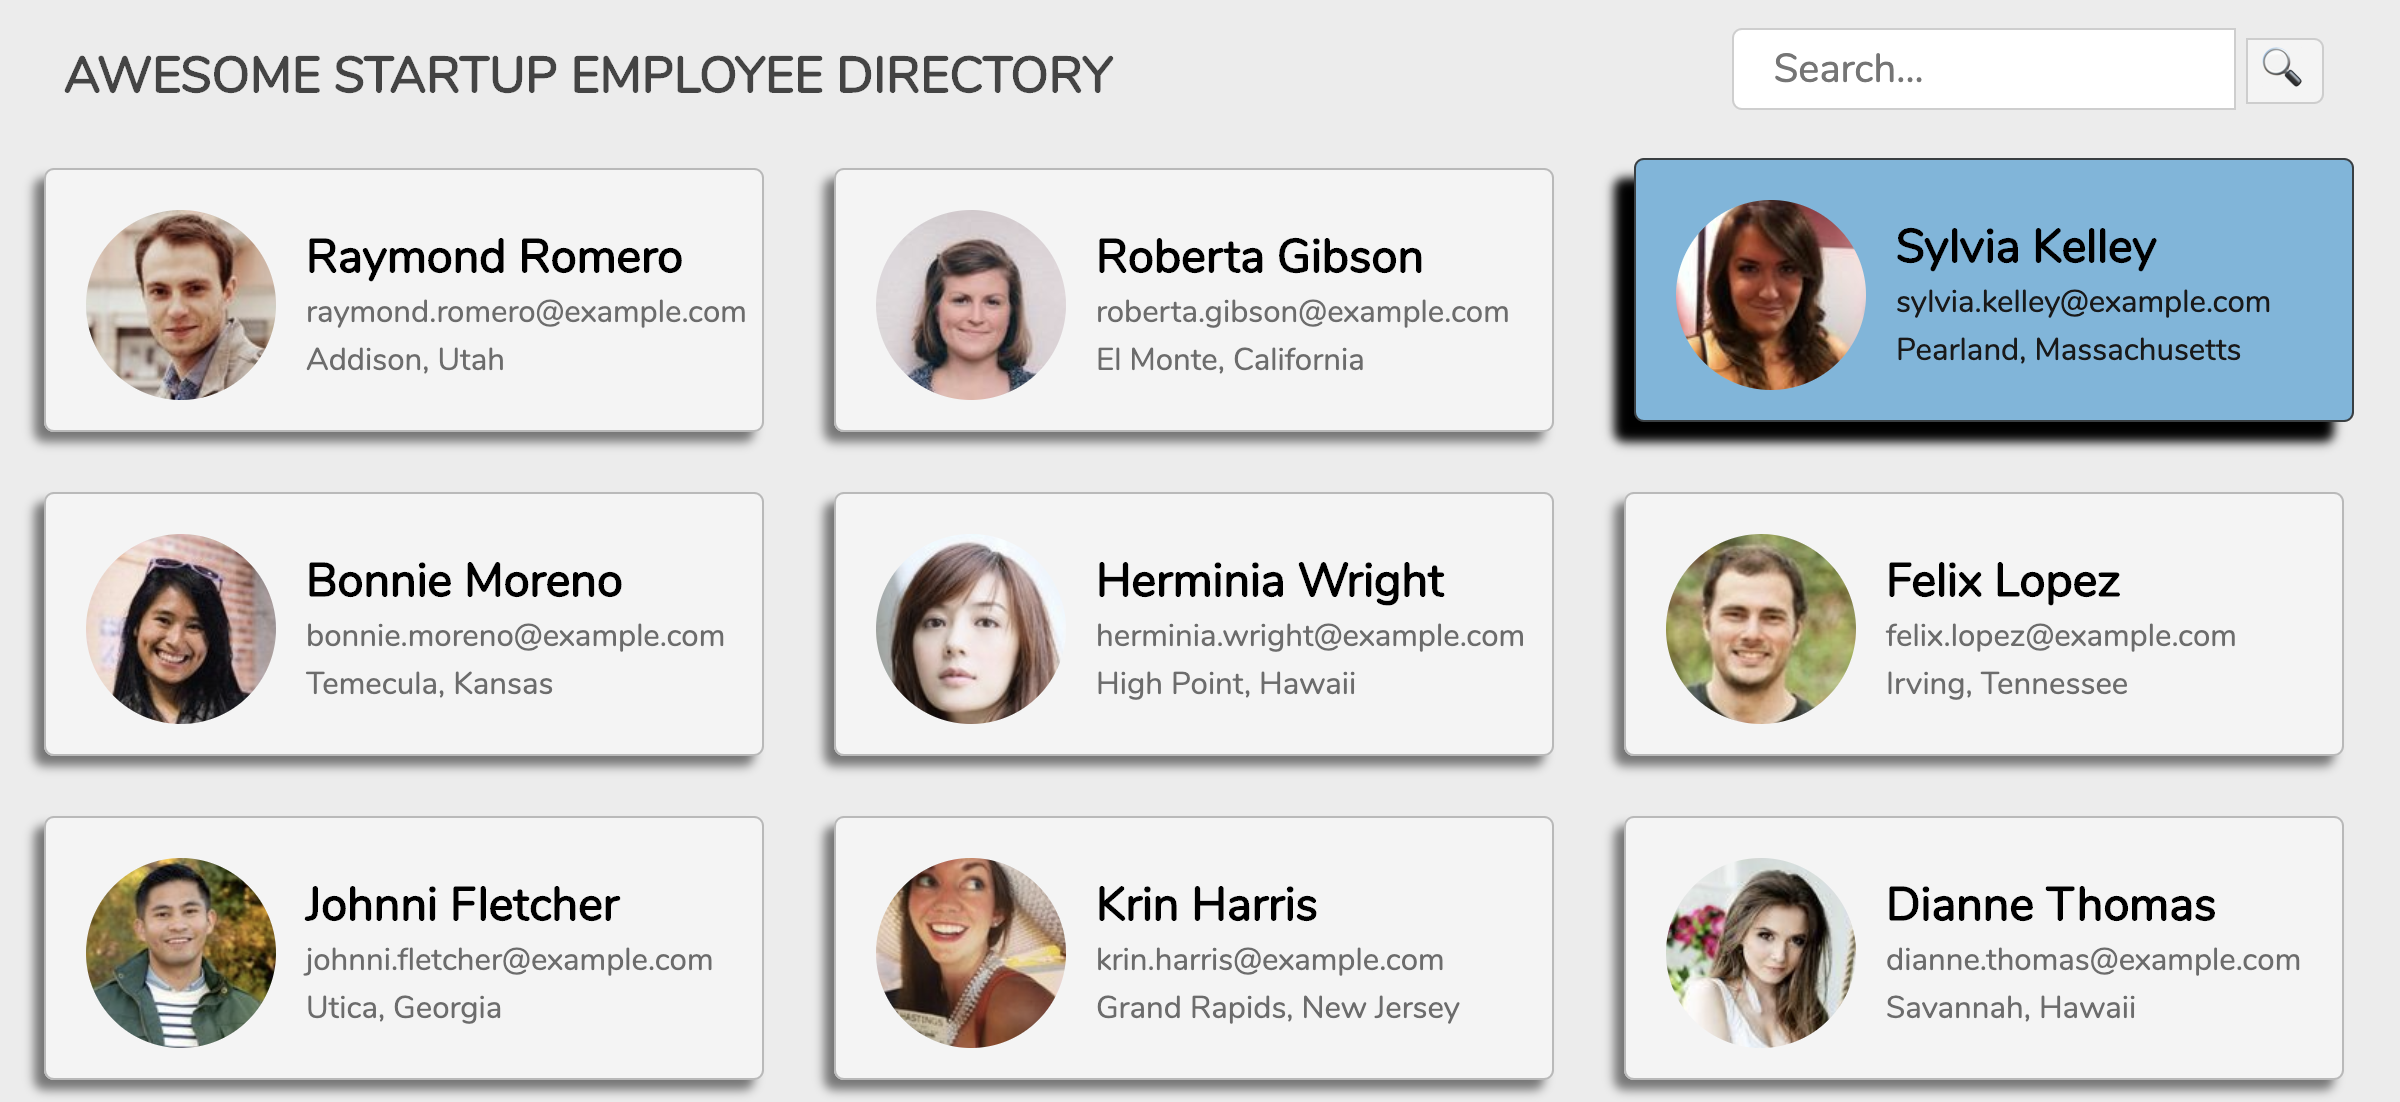 AWESOME STARTUP EMPLOYEE DIRECTORY
Search...
Raymond Romero
raymond.romero@example.com
Addison, Utah
Roberta Gibson
roberta.gibson@example.com
El Monte, California
Sylvia Kelley
sylvia.kelley@example.com
Pearland, Massachusetts
Bonnie Moreno
bonnie.moreno@example.com
Temecula, Kansas
Herminia Wright
herminia.wright@example.com
High Point, Hawaii
Felix Lopez
felix.lopez@example.com
Irving, Tennessee
Johnni Fletcher
johnni.fletcher@example.com
Utica, Georgia
Krin Harris
krin.harris@example.com
Grand Rapids, New Jersey
HASTINGS
Dianne Thomas
dianne.thomas@example.com
Savannah, Hawaii